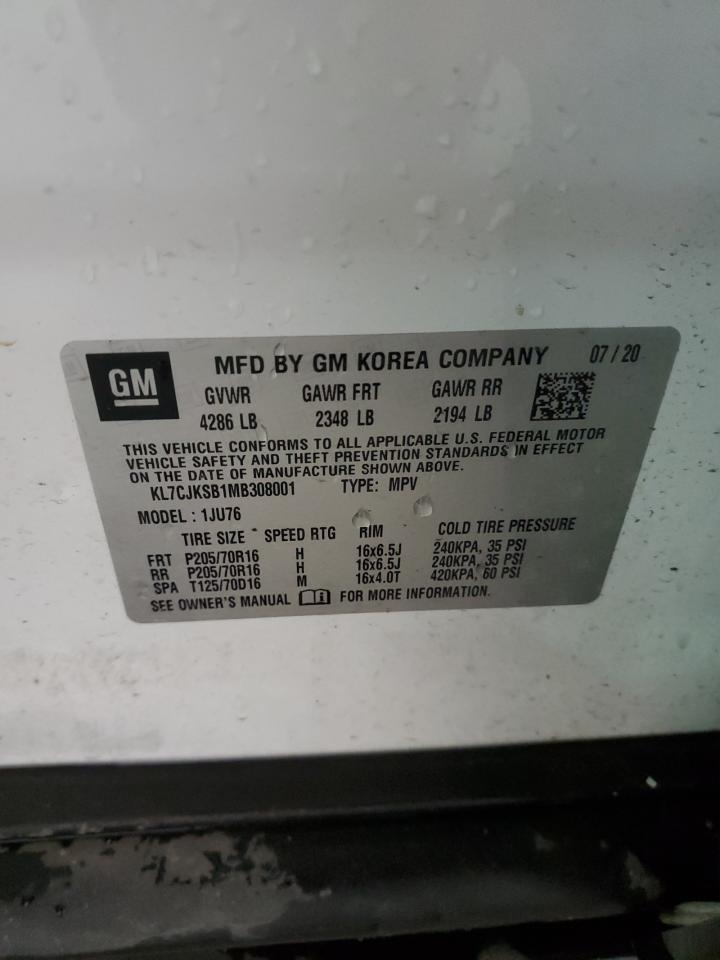 GM
MFD BY GM KOREA COMPANY 07 / 20
GVWR GAWR FRT GAWR RR
4286 LB 2348 LB 2194 LB
THIS VEHICLE CONFORMS TO ALL APPLICABLE U.S. FEDERAL MOTOR
VEHICLE SAFETY AND THEFT PREVENTION STANDARDS IN EFFECT
ON THE DATE OF MANUFACTURE SHOWN ABOVE.
KL7CJKSB1MB308001 TYPE: MPV
MODEL : 1JU76
TIRE SIZE SPEED RTG RIM COLD TIRE PRESSURE
FRT P205/70R16 H 16x6.5J 240KPA, 35 PSI
RR P205/70R16 H 16x6.5J 240KPA, 35 PSI
SPA T125/70D16 M 16x4.0T 420KPA, 60 PSI
SEE OWNER'S MANUAL FOR MORE INFORMATION.